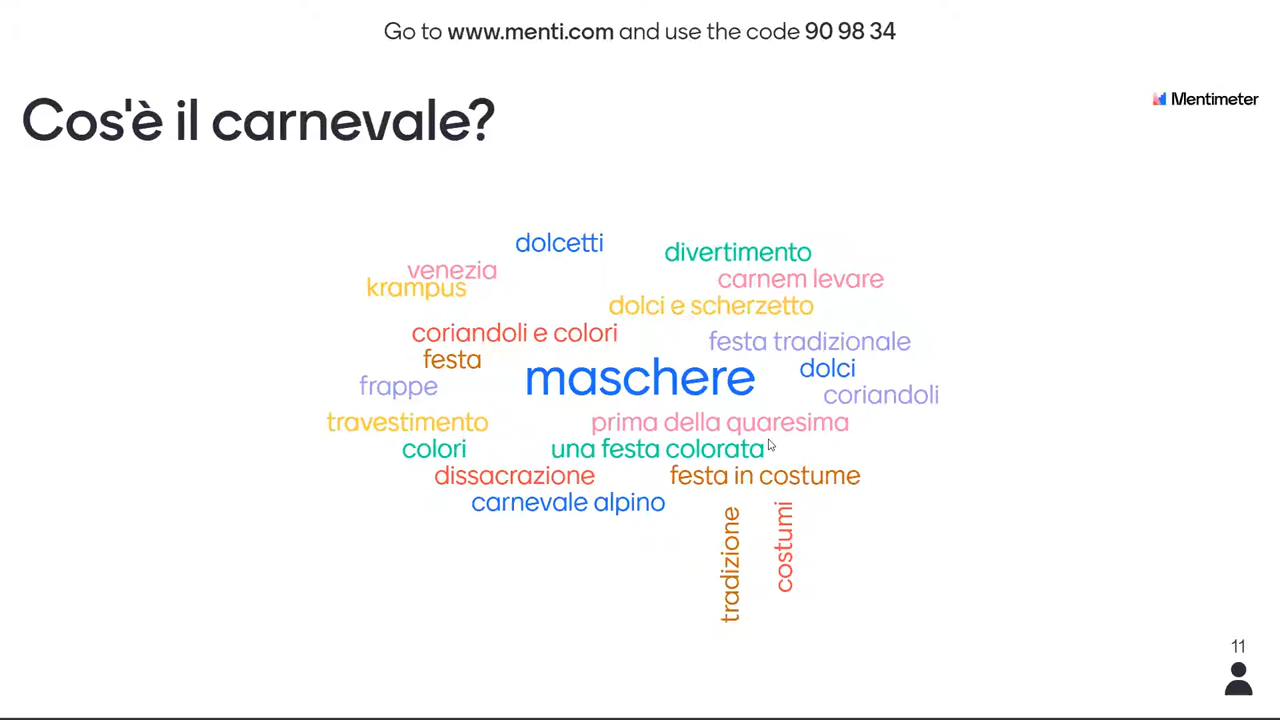 Go to www.menti.com and use the code 90 98 34
Cos'è il carnevale?
Mentimeter
dolcetti
divertimento
venezia
carnem levare
krampus
dolci e scherzetto
coriandoli e colori
festa tradizionale
festa
maschere
dolci
frappe
coriandoli
travestimento
prima della quaresima
colori
una festa colorata
dissacrazione
festa in costume
carnevale alpino
tradizione
costumi
11